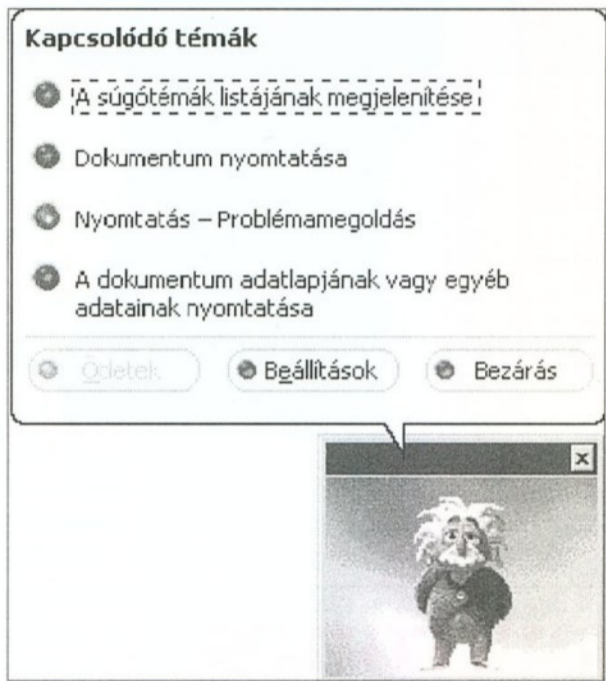 Kapcsolódó témák
A súgótémák listájának megjelenítése
Dokumentum nyomtatása
Nyomtatás – Problémamegoldás
A dokumentum adatlapjának vagy egyéb
adatainak nyomtatása
Ötletek Beállítások Bezárás